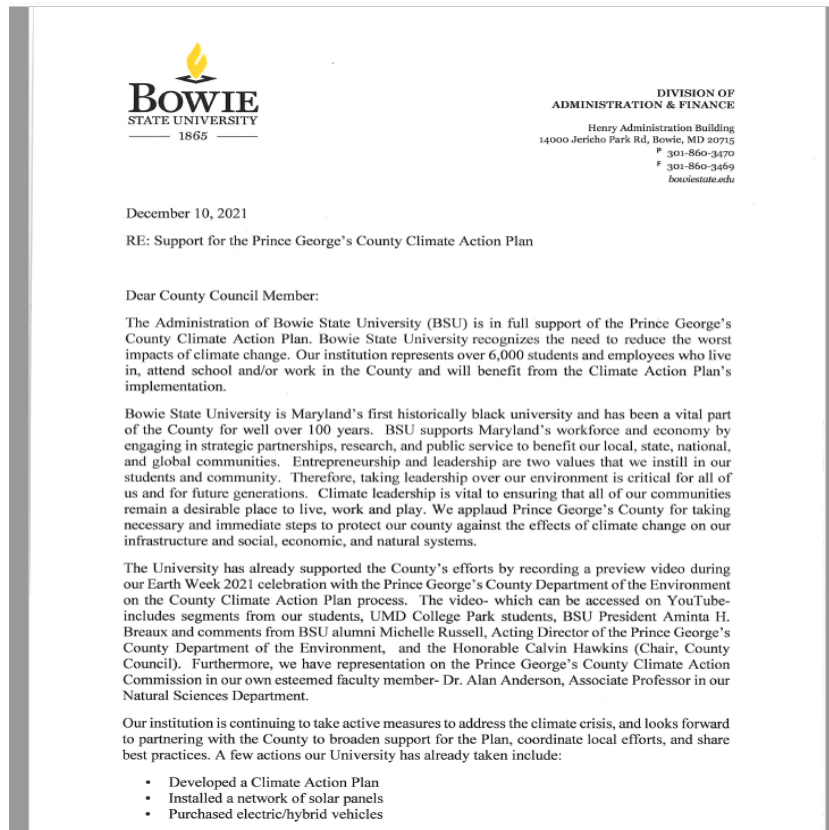 BOWIE
STATE UNIVERSITY
1865
DIVISION OF
ADMINISTRATION & FINANCE
Henry Administration Building
14000 Jericho Park Rd, Bowie, MD 20715
P 301-860-3470
F 301-860-3469
bowiestate.edu
December 10, 2021
RE: Support for the Prince George's County Climate Action Plan
Dear County Council Member:
The Administration of Bowie State University (BSU) is in full support of the Prince George's
County Climate Action Plan. Bowie State University recognizes the need to reduce the worst
impacts of climate change. Our institution represents over 6,000 students and employees who live
in, attend school and/or work in the County and will benefit from the Climate Action Plan's
implementation.
Bowie State University is Maryland's first historically black university and has been a vital part
of the County for well over 100 years. BSU supports Maryland's workforce and economy by
engaging in strategic partnerships, research, and public service to benefit our local, state, national,
and global communities. Entrepreneurship and leadership are two values that we instill in our
students and community. Therefore, taking leadership over our environment is critical for all of
us and for future generations. Climate leadership is vital to ensuring that all of our communities
remain a desirable place to live, work and play. We applaud Prince George's County for taking
necessary and immediate steps to protect our county against the effects of climate change on our
infrastructure and social, economic, and natural systems.
The University has already supported the County's efforts by recording a preview video during
our Earth Week 2021 celebration with the Prince George's County Department of the Environment
on the County Climate Action Plan process. The video- which can be accessed on YouTube-
includes segments from our students, UMD College Park students, BSU President Aminta H.
Breaux and comments from BSU alumni Michelle Russell, Acting Director of the Prince George's
County Department of the Environment, and the Honorable Calvin Hawkins (Chair, County
Council). Furthermore, we have representation on the Prince George's County Climate Action
Commission in our own esteemed faculty member- Dr. Alan Anderson, Associate Professor in our
Natural Sciences Department.
Our institution is continuing to take active measures to address the climate crisis, and looks forward
to partnering with the County to broaden support for the Plan, coordinate local efforts, and share
best practices. A few actions our University has already taken include:
• Developed a Climate Action Plan
• Installed a network of solar panels
• Purchased electric/hybrid vehicles